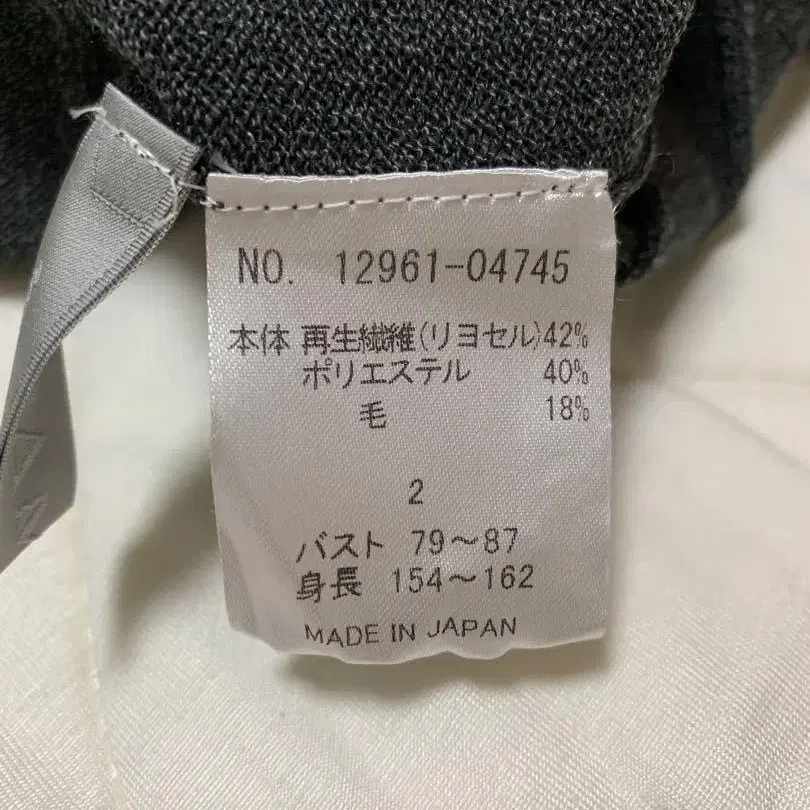 NO. 12961-04745
本体 再生繊維(リヨセル)42%
ポリエステル 40%
毛 18%
2
バスト 79～87
身長 154～162
MADE IN JAPAN